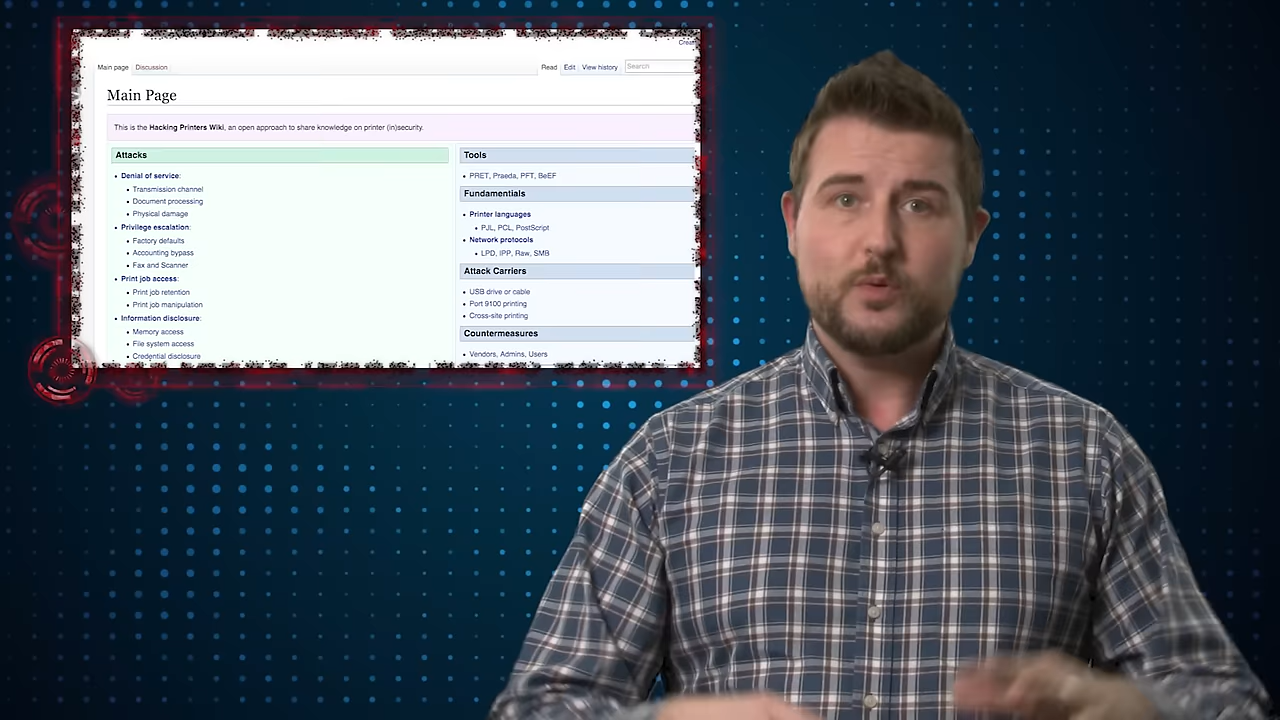 Crea
Main page Discussion Read Edit View history Search
Main Page
This is the Hacking Printers Wiki, an open approach to share knowledge on printer (in)security.
Attacks
• Denial of service:
• Transmission channel
• Document processing
• Physical damage
• Privilege escalation:
• Factory defaults
• Accounting bypass
• Fax and Scanner
• Print job access:
• Print job retention
• Print job manipulation
• Information disclosure:
• Memory access
• File system access
• Credential disclosure
Tools
• PRET, Praeda, PFT, BeEF
Fundamentials
• Printer languages
• PJL, PCL, PostScript
• Network protocols
• LPD, IPP, Raw, SMB
Attack Carriers
• USB drive or cable
• Port 9100 printing
• Cross-site printing
Countermeasures
• Vendors, Admins, Users